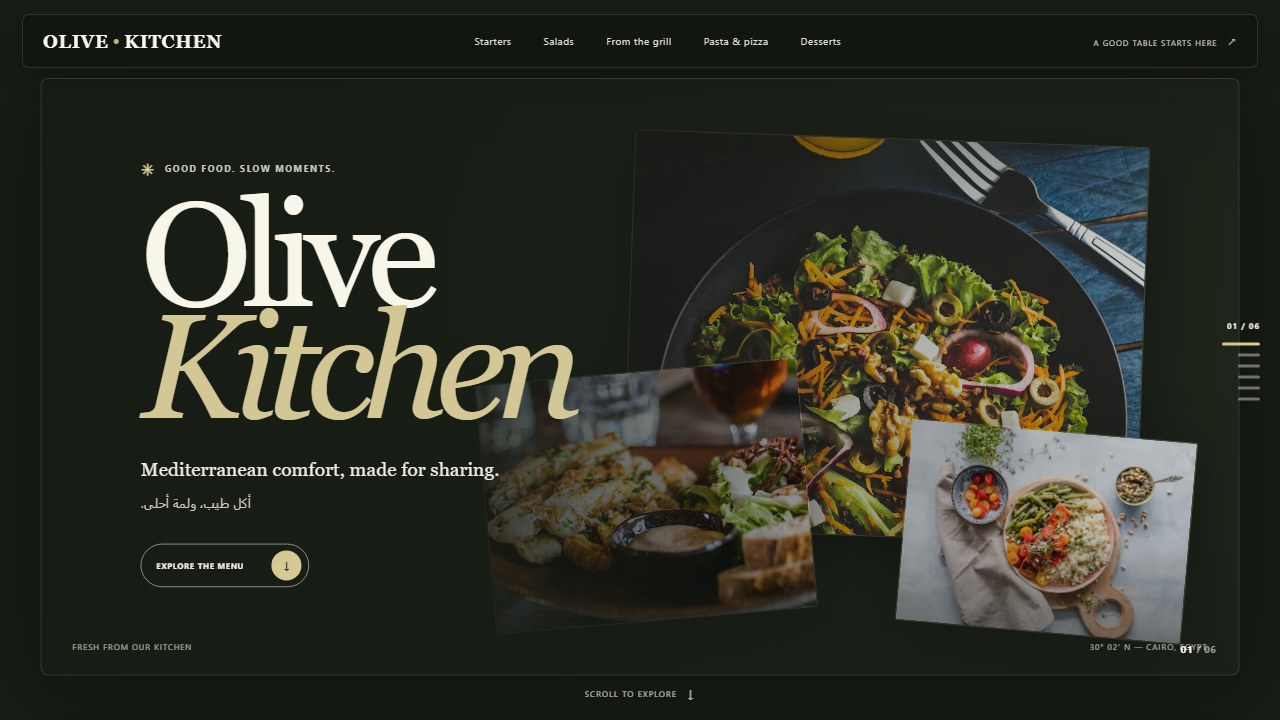 OLIVE • KITCHEN
Starters
Salads
From the grill
Pasta & pizza
Desserts
A GOOD TABLE STARTS HERE ↗
GOOD FOOD. SLOW MOMENTS.
Olive
Kitchen
Mediterranean comfort, made for sharing.
أكل طيب، ولمة أحلى.
EXPLORE THE MENU ↓
01 / 06
FRESH FROM OUR KITCHEN
30° 02' N — CAIRO,
01 / 06
SCROLL TO EXPLORE ↓